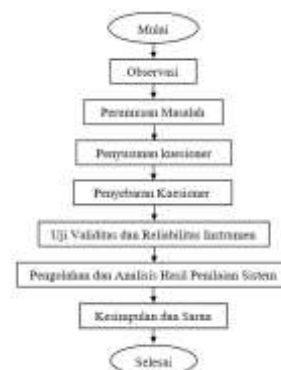 Mulai
Observasi
Perumusan Masalah
Penyusunan kuesioner
Penyebaran Kuesioner
Uji Validitas dan Reliabilitas Instrumen
Pengolahan dan Analisis Hasil Penilaian Sistem
Kesimpulan dan Saran
Selesai